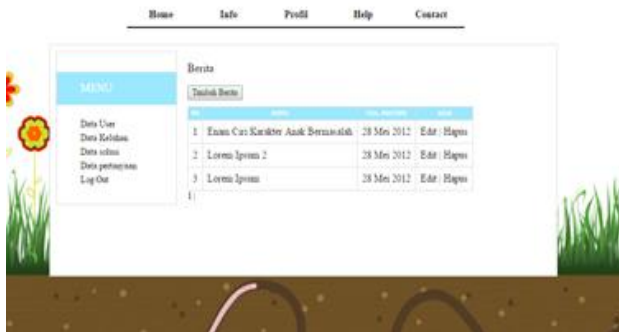 Home Info Profil Help Contact
MENU
Data User
Data Keluhan
Data solusi
Data pertanyaan
Log Out
Berita
Tambah Berita
1 Enam Ciri Karakter Anak Bermasalah 28 Mei 2012 Edit | Hapus
2 Lorem Ipsum 2 28 Mei 2012 Edit | Hapus
3 Lorem Ipsum 28 Mei 2012 Edit | Hapus
1 |